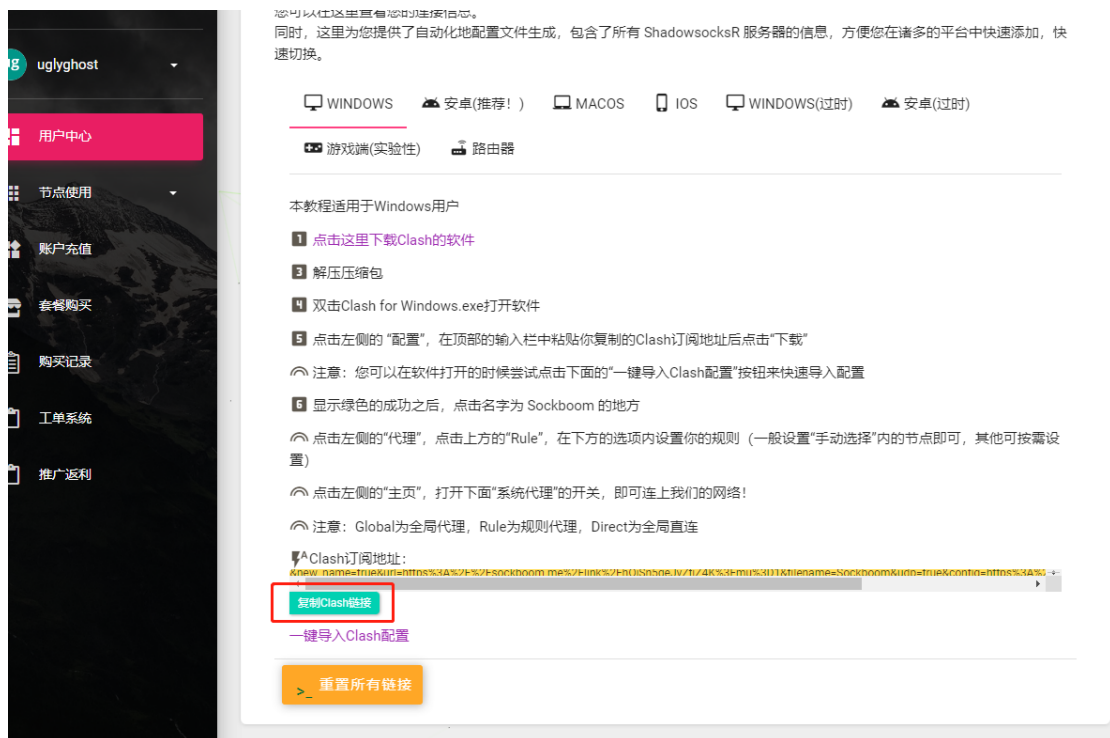 您可以在这里查看您的连接信息。
同时，这里为您提供了自动化地配置文件生成，包含了所有 ShadowsocksR 服务器的信息，方便您在诸多的平台中快速添加，快
速切换。
ug uglyghost
WINDOWS 安卓(推荐！) MACOS IOS WINDOWS(过时) 安卓(过时)
游戏端(实验性) 路由器
用户中心
节点使用
账户充值
套餐购买
购买记录
工单系统
推广返利
本教程适用于Windows用户
1 点击这里下载Clash的软件
3 解压压缩包
4 双击Clash for Windows.exe打开软件
5 点击左侧的 “配置”，在顶部的输入栏中粘贴你复制的Clash订阅地址后点击“下载”
注意：您可以在软件打开的时候尝试点击下面的“一键导入Clash配置”按钮来快速导入配置
6 显示绿色的成功之后，点击名字为 Sockboom 的地方
点击左侧的“代理”，点击上方的“Rule”，在下方的选项内设置你的规则（一般设置“手动选择”内的节点即可，其他可按需设
置)
点击左侧的“主页”，打开下面“系统代理”的开关，即可连上我们的网络！
注意：Global为全局代理，Rule为规则代理，Direct为全局直连
Clash订阅地址：
复制Clash链接
一键导入Clash配置
>_ 重置所有链接